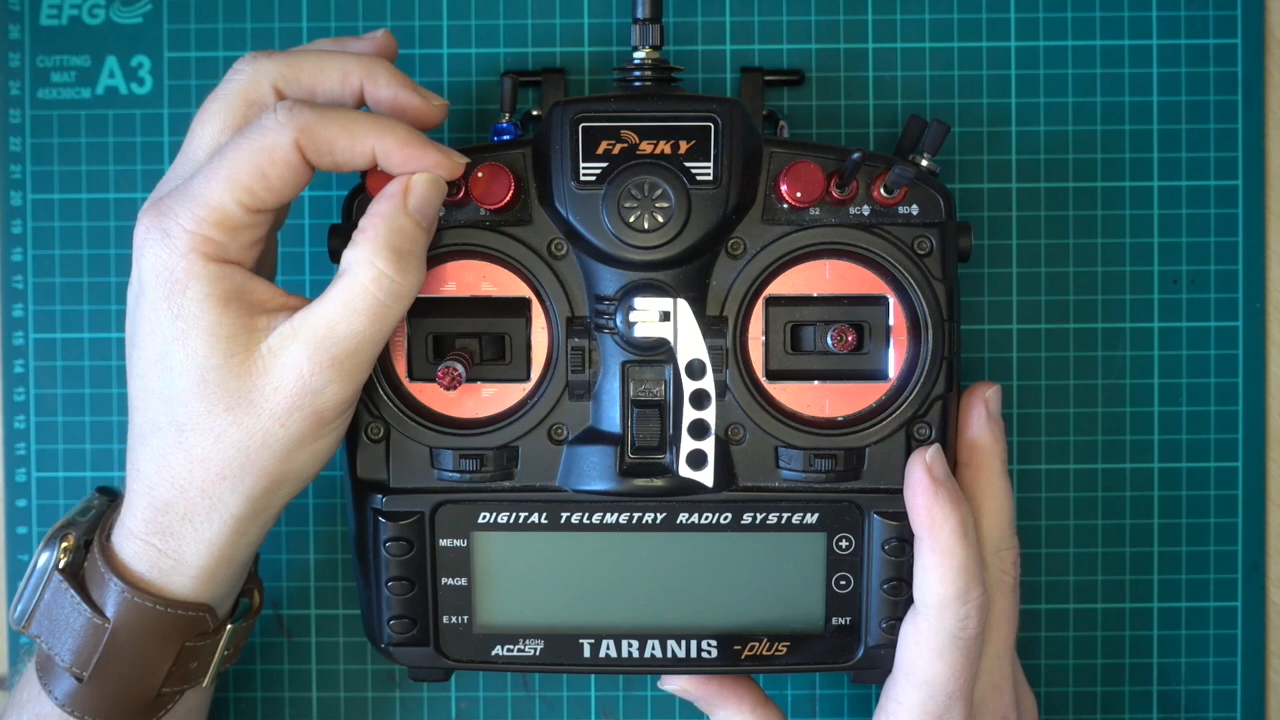 EFG
CUTTING
MAT
45X30CM
A3
FrSKY
S1
S2
SC
SD
DIGITAL TELEMETRY RADIO SYSTEM
MENU
PAGE
EXIT
+
-
ENT
2.4GHz
ACCST
TARANIS -plus